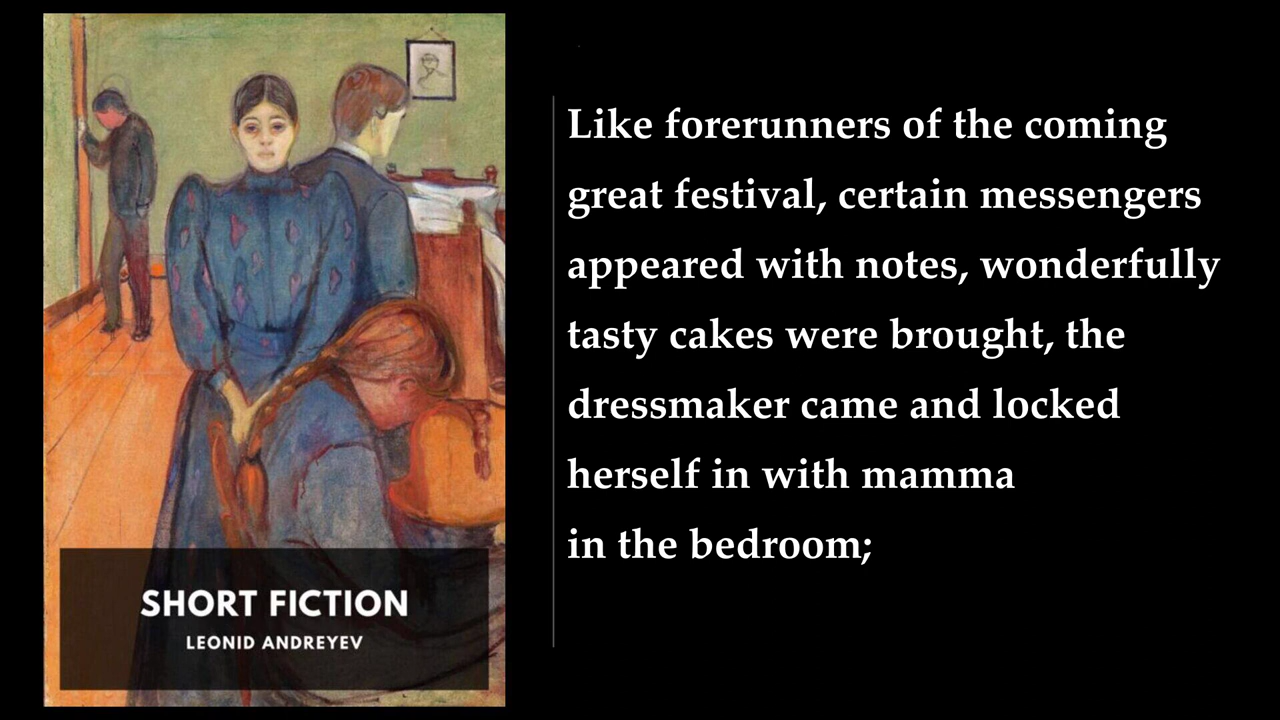 SHORT FICTION
LEONID ANDREYEV
Like forerunners of the coming
great festival, certain messengers
appeared with notes, wonderfully
tasty cakes were brought, the
dressmaker came and locked
herself in with mamma
in the bedroom;